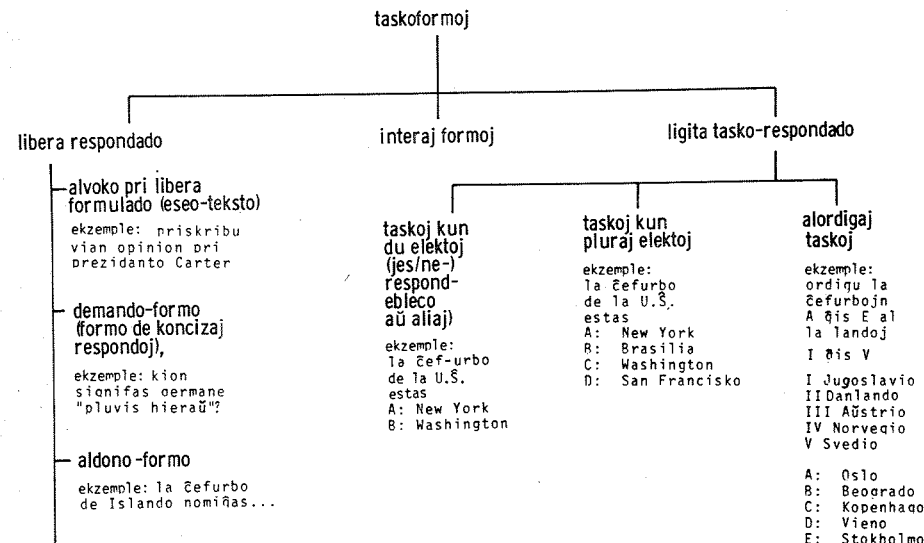 taskoformoj
libera respondado
interaj formoj
ligita tasko-respondado
alvoko pri libera
formulado (eseo-teksto)
ekzemple: priskribu
vian opinion pri
prezidanto Carter
demando-formo
(formo de koncizaj
respondoj),
ekzemple: kion
signifas germane
"pluvis hieraŭ"?
aldono-formo
ekzemple: la ĉefurbo
de Islando nomiĝas...
taskoj kun
du elektoj
(jes/ne-)
respond-
ebleco
aŭ aliaj)
ekzemple:
la ĉef-urbo
de la U.Ŝ.
estas
A: New York
B: Washington
taskoj kun
pluraj elektoj
ekzemple:
la ĉefurbo
de la U.Ŝ.
estas
A: New York
B: Brasilia
C: Washington
D: San Francisko
alordigaj
taskoj
ekzemple:
ordigu la
ĉefurbojn
A ĝis E al
la landoj
I ĝis V
I Jugoslavio
II Danlando
III Aŭstrio
IV Norvegio
V Svedio
A: Oslo
B: Beogrado
C: Kopenhago
D: Vieno
E: Stokholmo